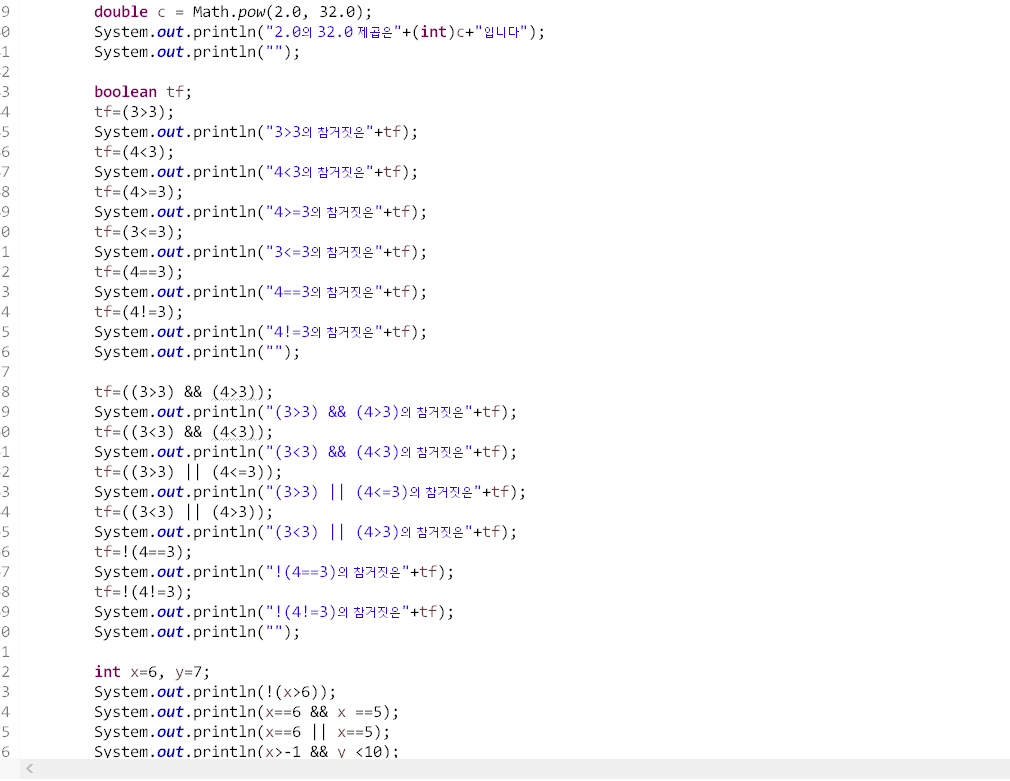 9 double c = Math.pow(2.0, 32.0);
0 System.out.println("2.0의 32.0 제곱은"+(int)c+"입니다");
1 System.out.println("");
2
3 boolean tf;
4 tf=(3>3);
5 System.out.println("3>3의 참거짓은"+tf);
6 tf=(4<3);
7 System.out.println("4<3의 참거짓은"+tf);
8 tf=(4>=3);
9 System.out.println("4>=3의 참거짓은"+tf);
0 tf=(3<=3);
1 System.out.println("3<=3의 참거짓은"+tf);
2 tf=(4==3);
3 System.out.println("4==3의 참거짓은"+tf);
4 tf=(4!=3);
5 System.out.println("4!=3의 참거짓은"+tf);
6 System.out.println("");
7
8 tf=((3>3) && (4>3));
9 System.out.println("(3>3) && (4>3)의 참거짓은"+tf);
0 tf=((3<3) && (4<3));
1 System.out.println("(3<3) && (4<3)의 참거짓은"+tf);
2 tf=((3>3) || (4<=3));
3 System.out.println("(3>3) || (4<=3)의 참거짓은"+tf);
4 tf=((3<3) || (4>3));
5 System.out.println("(3<3) || (4>3)의 참거짓은"+tf);
6 tf=!(4==3);
7 System.out.println("!(4==3)의 참거짓은"+tf);
8 tf=!(4!=3);
9 System.out.println("!(4!=3)의 참거짓은"+tf);
0 System.out.println("");
1
2 int x=6, y=7;
3 System.out.println(!(x>6));
4 System.out.println(x==6 && x ==5);
5 System.out.println(x==6 || x==5);
6 System.out.println(x>-1 && y <10);